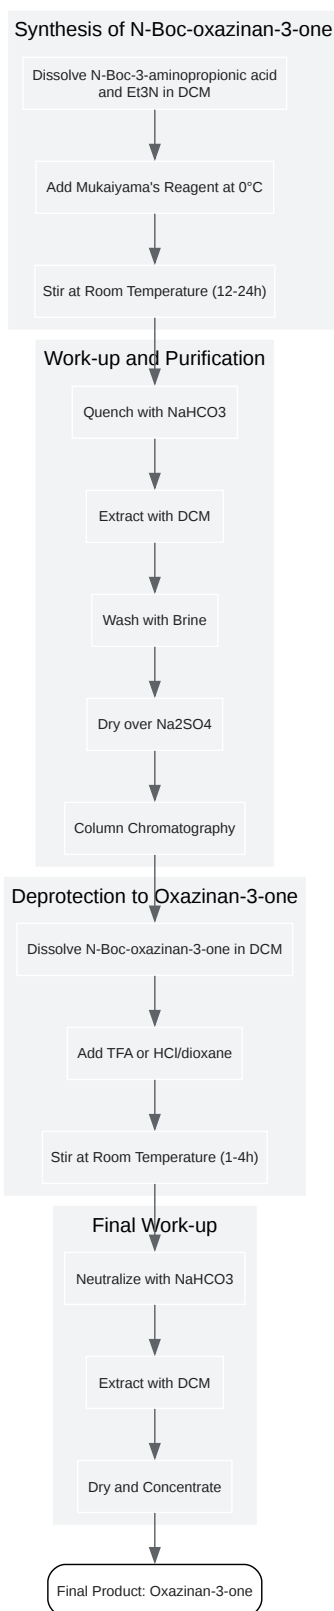 Synthesis of N-Boc-oxazinan-3-one
Dissolve N-Boc-3-aminopropionic acid
and Et3N in DCM
Add Mukaiyama's Reagent at 0°C
Stir at Room Temperature (12-24h)
Work-up and Purification
Quench with NaHCO3
Extract with DCM
Wash with Brine
Dry over Na2SO4
Column Chromatography
Deprotection to Oxazinan-3-one
Dissolve N-Boc-oxazinan-3-one in DCM
Add TFA or HCl/dioxane
Stir at Room Temperature (1-4h)
Final Work-up
Neutralize with NaHCO3
Extract with DCM
Dry and Concentrate
Final Product: Oxazinan-3-one